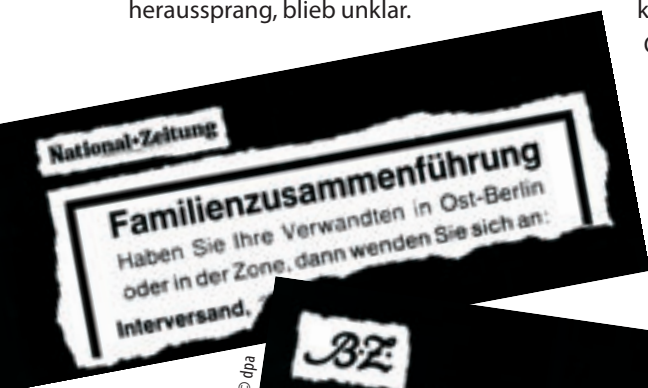 heraussprang, blieb unklar.
k
National-Zeitung
Familienzusammenführung
Haben Sie Ihre Verwandten in Ost-Berlin
oder in der Zone, dann wenden Sie sich an:
Interversand,
B·Z·
© dpa